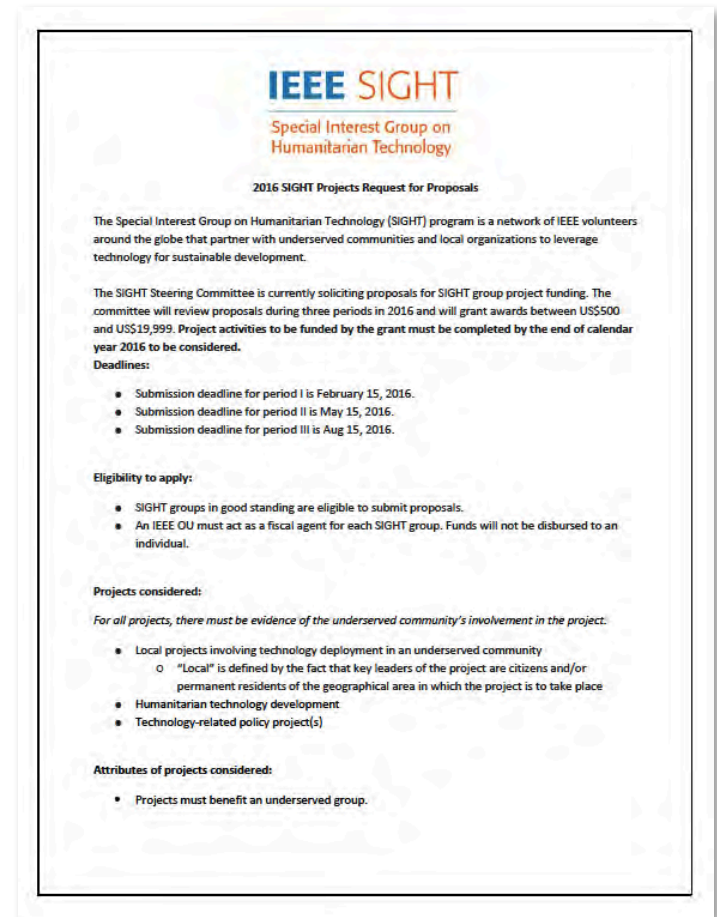 IEEE SIGHT
Special Interest Group on
Humanitarian Technology
2016 SIGHT Projects Request for Proposals
The Special Interest Group on Humanitarian Technology (SIGHT) program is a network of IEEE volunteers
around the globe that partner with underserved communities and local organizations to leverage
technology for sustainable development.
The SIGHT Steering Committee is currently soliciting proposals for SIGHT group project funding. The
committee will review proposals during three periods in 2016 and will grant awards between US$500
and US$19,999. Project activities to be funded by the grant must be completed by the end of calendar
year 2016 to be considered.
Deadlines:
● Submission deadline for period I is February 15, 2016.
● Submission deadline for period II is May 15, 2016.
● Submission deadline for period III is Aug 15, 2016.
Eligibility to apply:
● SIGHT groups in good standing are eligible to submit proposals.
● An IEEE OU must act as a fiscal agent for each SIGHT group. Funds will not be disbursed to an
individual.
Projects considered:
For all projects, there must be evidence of the underserved community's involvement in the project.
● Local projects involving technology deployment in an underserved community
o "Local" is defined by the fact that key leaders of the project are citizens and/or
permanent residents of the geographical area in which the project is to take place
● Humanitarian technology development
● Technology-related policy project(s)
Attributes of projects considered:
• Projects must benefit an underserved group.